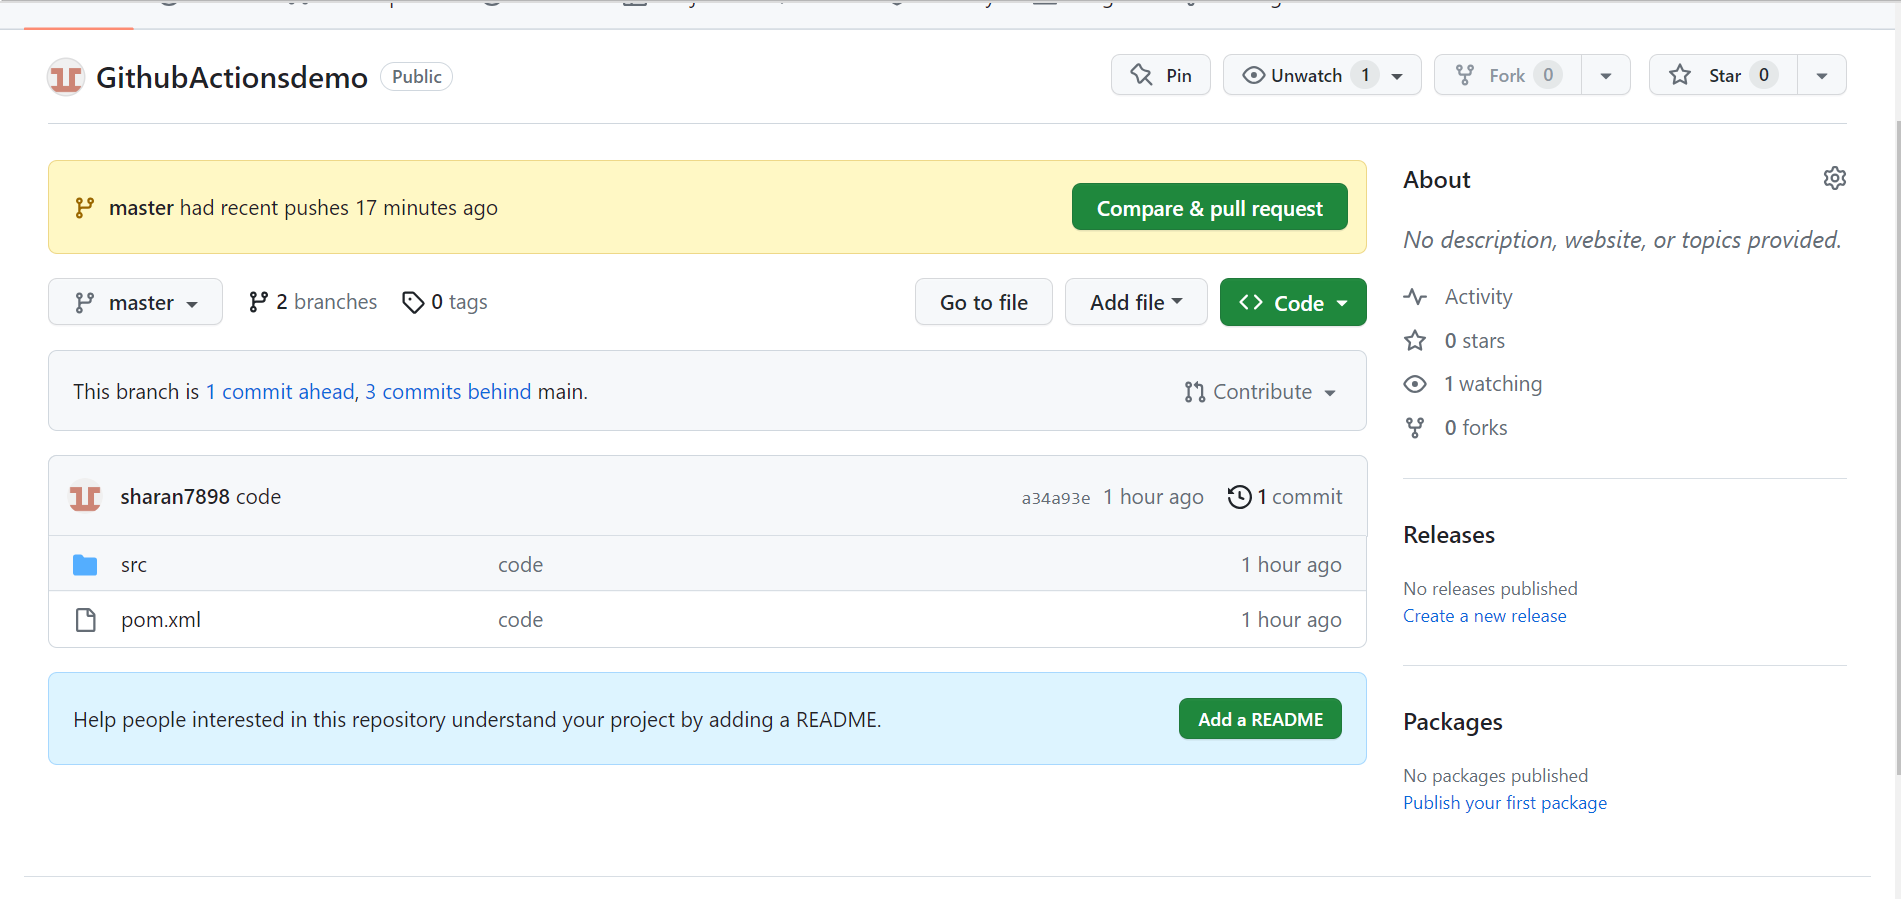 GithubActionsdemo Public Pin Unwatch 1 Fork 0 Star 0
master had recent pushes 17 minutes ago Compare & pull request
master 2 branches 0 tags Go to file Add file Code
This branch is 1 commit ahead, 3 commits behind main. Contribute
sharan7898 code a34a93e 1 hour ago 1 commit
src code 1 hour ago
pom.xml code 1 hour ago
Help people interested in this repository understand your project by adding a README. Add a README
About
No description, website, or topics provided.
Activity
0 stars
1 watching
0 forks
Releases
No releases published
Create a new release
Packages
No packages published
Publish your first package